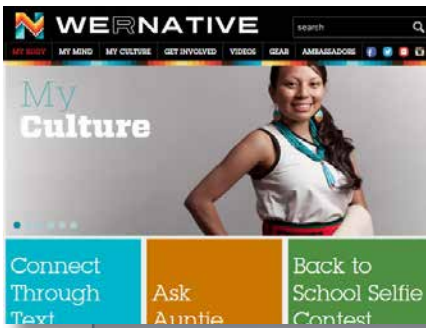 WERNATIVE
search
MY BODY MY MIND MY CULTURE GET INVOLVED VIDEOS GEAR AMBASSADORS
My
Culture
Connect
Through
Text
Ask
Auntie
Back to
School Selfie
Contest